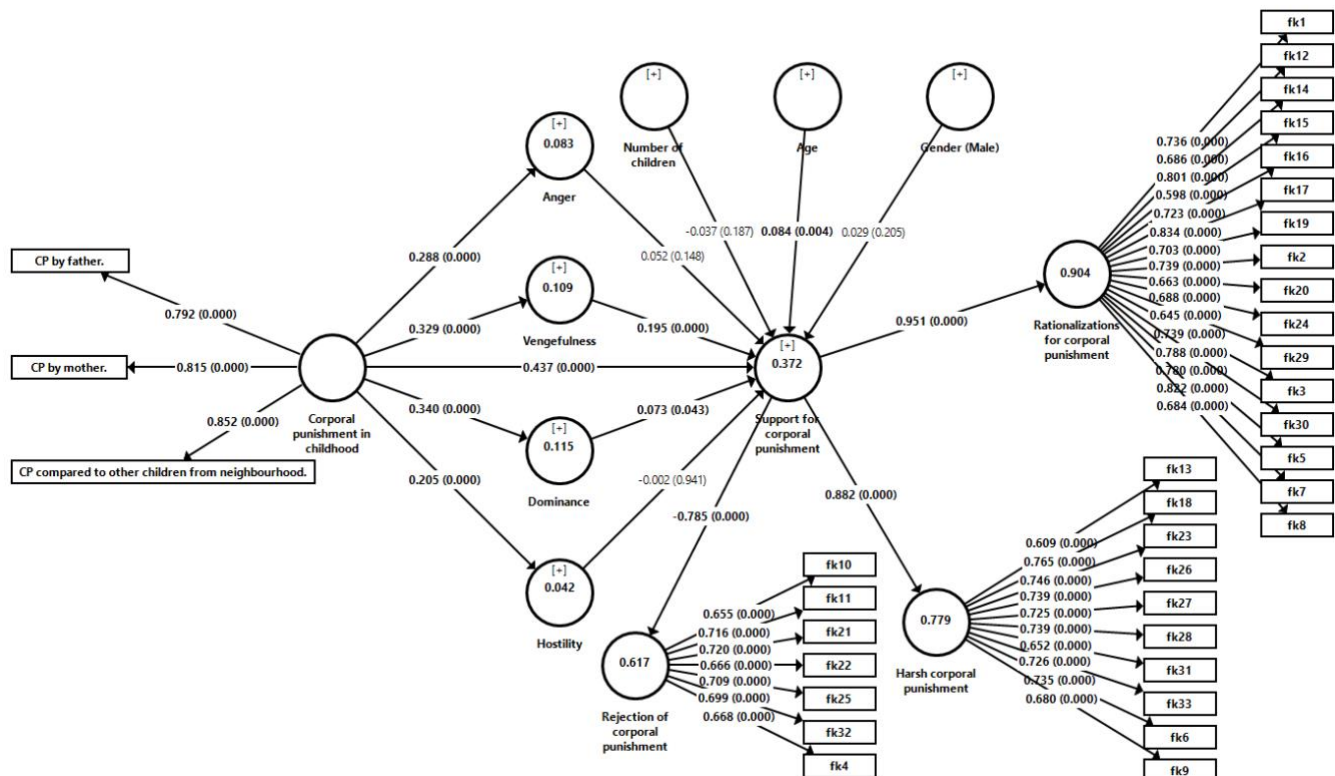 CP by father.
CP by mother.
CP compared to other children from neighbourhood.
0.792 (0.000)
0.815 (0.000)
0.852 (0.000)
Corporal
punishment in
childhood
0.288 (0.000)
0.329 (0.000)
0.437 (0.000)
0.340 (0.000)
0.205 (0.000)
[+]
0.083
Anger
[+]
0.109
Vengefulness
[+]
0.115
Dominance
[+]
0.042
Hostility
[+]
Number of
children
[+]
Age
[+]
Gender (Male)
-0.037 (0.187)
0.084 (0.004)
0.029 (0.205)
0.052 (0.148)
0.195 (0.000)
0.073 (0.043)
-0.002 (0.941)
[+]
0.372
Support for
corporal
punishment
0.951 (0.000)
-0.785 (0.000)
0.882 (0.000)
0.904
Rationalizations
for corporal
punishment
0.736 (0.000)
0.686 (0.000)
0.801 (0.000)
0.598 (0.000)
0.723 (0.000)
0.834 (0.000)
0.703 (0.000)
0.739 (0.000)
0.663 (0.000)
0.688 (0.000)
0.645 (0.000)
0.739 (0.000)
0.788 (0.000)
0.780 (0.000)
0.822 (0.000)
0.684 (0.000)
fk1
fk12
fk14
fk15
fk16
fk17
fk19
fk2
fk20
fk24
fk29
fk3
fk30
fk5
fk7
fk8
0.617
Rejection of
corporal
punishment
0.655 (0.000)
0.716 (0.000)
0.720 (0.000)
0.666 (0.000)
0.709 (0.000)
0.699 (0.000)
0.668 (0.000)
fk10
fk11
fk21
fk22
fk25
fk32
fk4
0.779
Harsh corporal
punishment
0.609 (0.000)
0.765 (0.000)
0.746 (0.000)
0.739 (0.000)
0.725 (0.000)
0.739 (0.000)
0.652 (0.000)
0.726 (0.000)
0.735 (0.000)
0.680 (0.000)
fk13
fk18
fk23
fk26
fk27
fk28
fk31
fk33
fk6
fk9